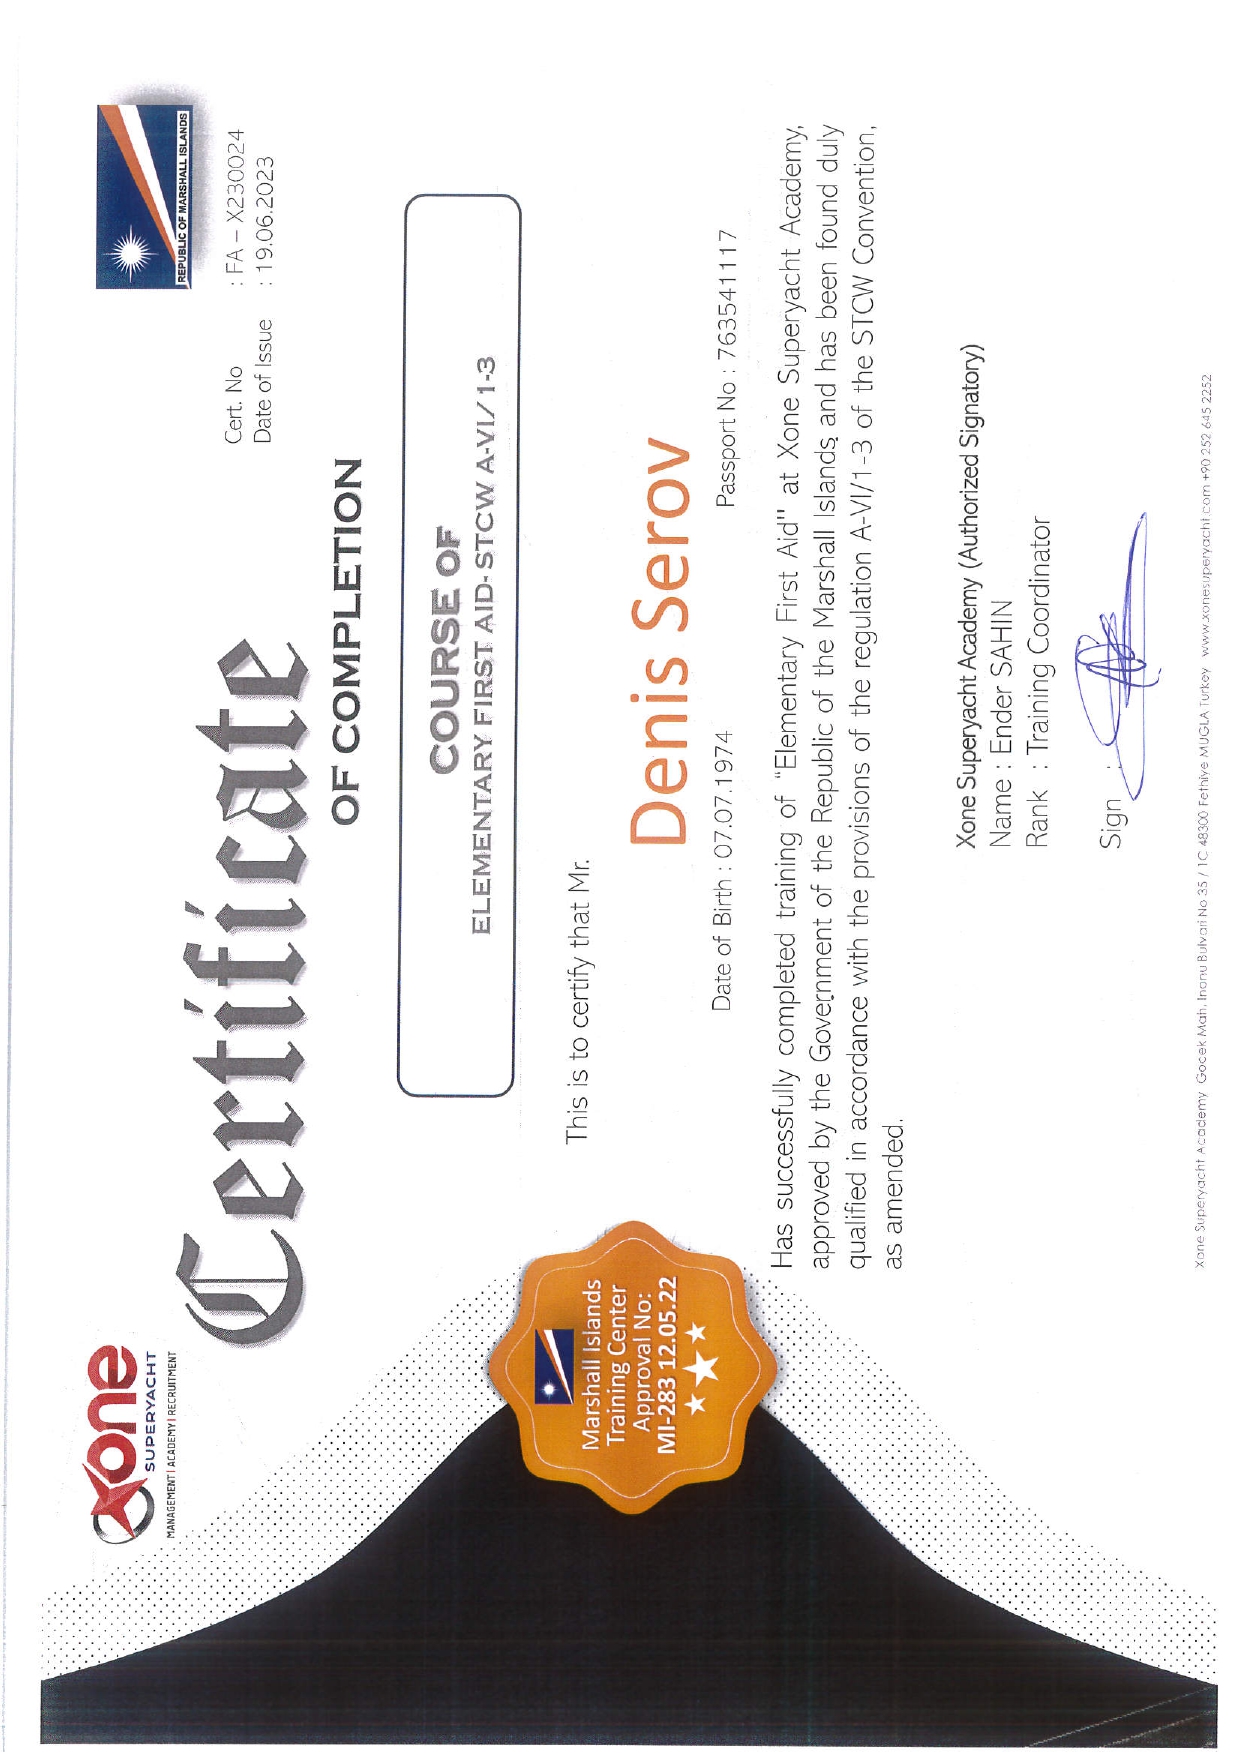 xone
SUPERYACHT
MANAGEMENT| ACADEMY| RECRUITMENT
REPUBLIC OF MARSHALL ISLANDS
Certificate
OF COMPLETION
Cert. No : FA – X230024
Date of Issue : 19.06.2023
COURSE OF
ELEMENTARY FIRST AID- STCW A-VI/ 1-3
Marshall Islands
Training Center
Approval No:
MI-283 12.05.22
This is to certify that Mr.
Denis Serov
Date of Birth : 07.07.1974 Passport No : 763541117
Has successfully completed training of "Elementary First Aid" at Xone Superyacht Academy,
approved by the Government of the Republic of the Marshall Islands and has been found duly
qualified in accordance with the provisions of the regulation A-VI/1-3 of the STCW Convention,
as amended.
Xone Superyacht Academy (Authorized Signatory)
Name : Ender SAHIN
Rank : Training Coordinator
Sign :
Xone Superyacht Academy Gocek Mah. Inonu Bulvari No 35 / 1C 48300 Fethiye MUGLA Turkey www.xonesuperyacht.com +90 252 645 2252